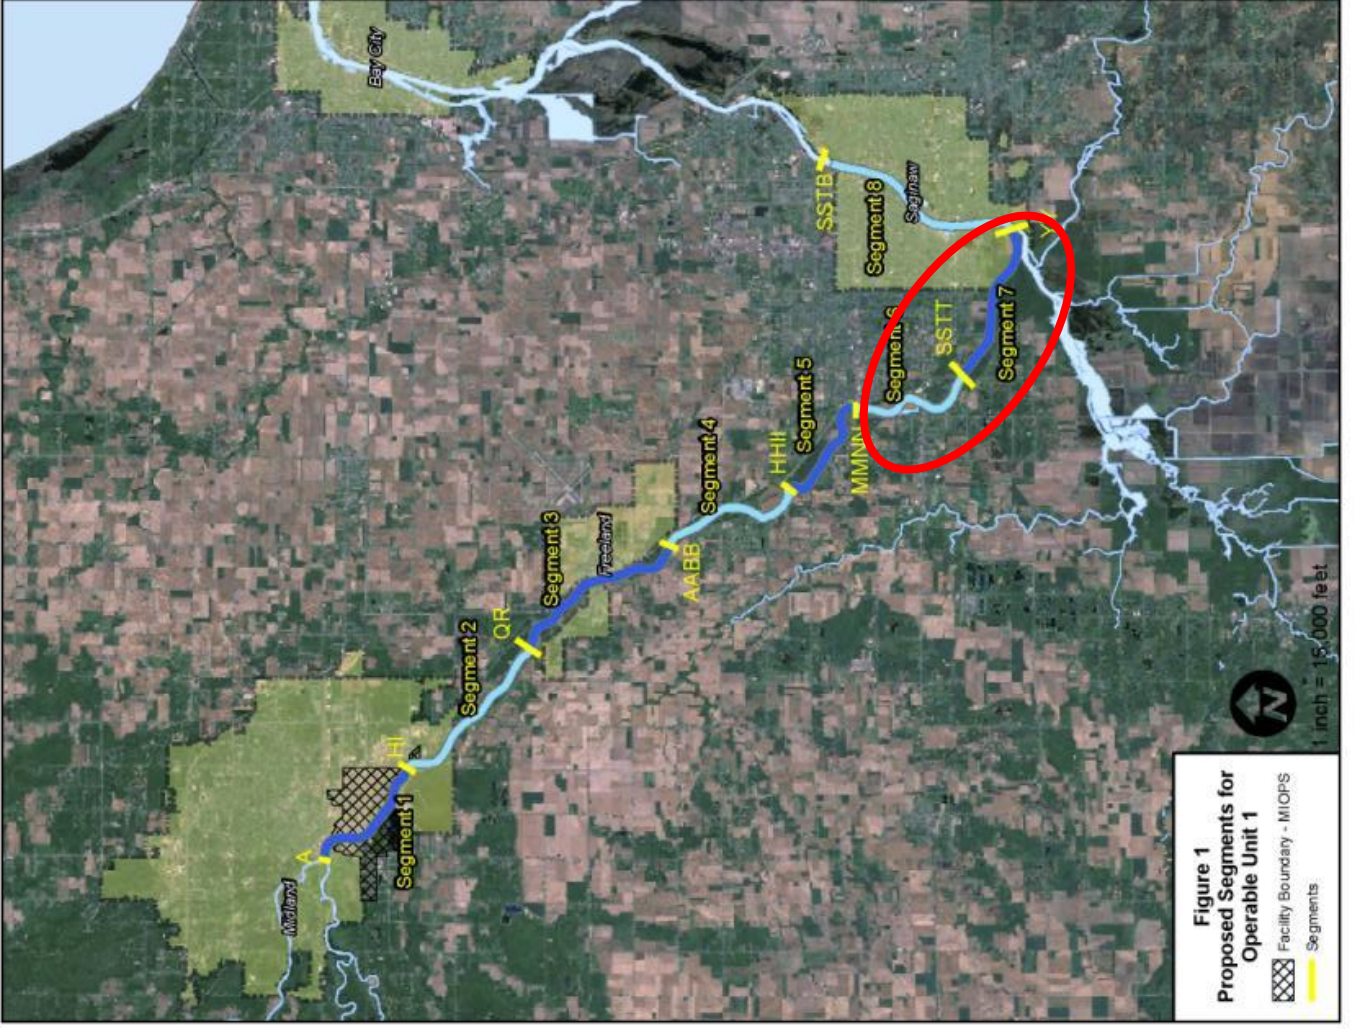 Bay City
SSTB
Segment 8
Saginaw
Segment 6
SSTT
Segment 7
Segment 5
HHII
MMNN
Segment 4
Segment 3
Freeland
AABB
QR
Segment 2
HI
Segment 1
A
Midland
N
1 inch = 15,000 feet
Figure 1
Proposed Segments for
Operable Unit 1
Facility Boundary - MIOPS
Segments